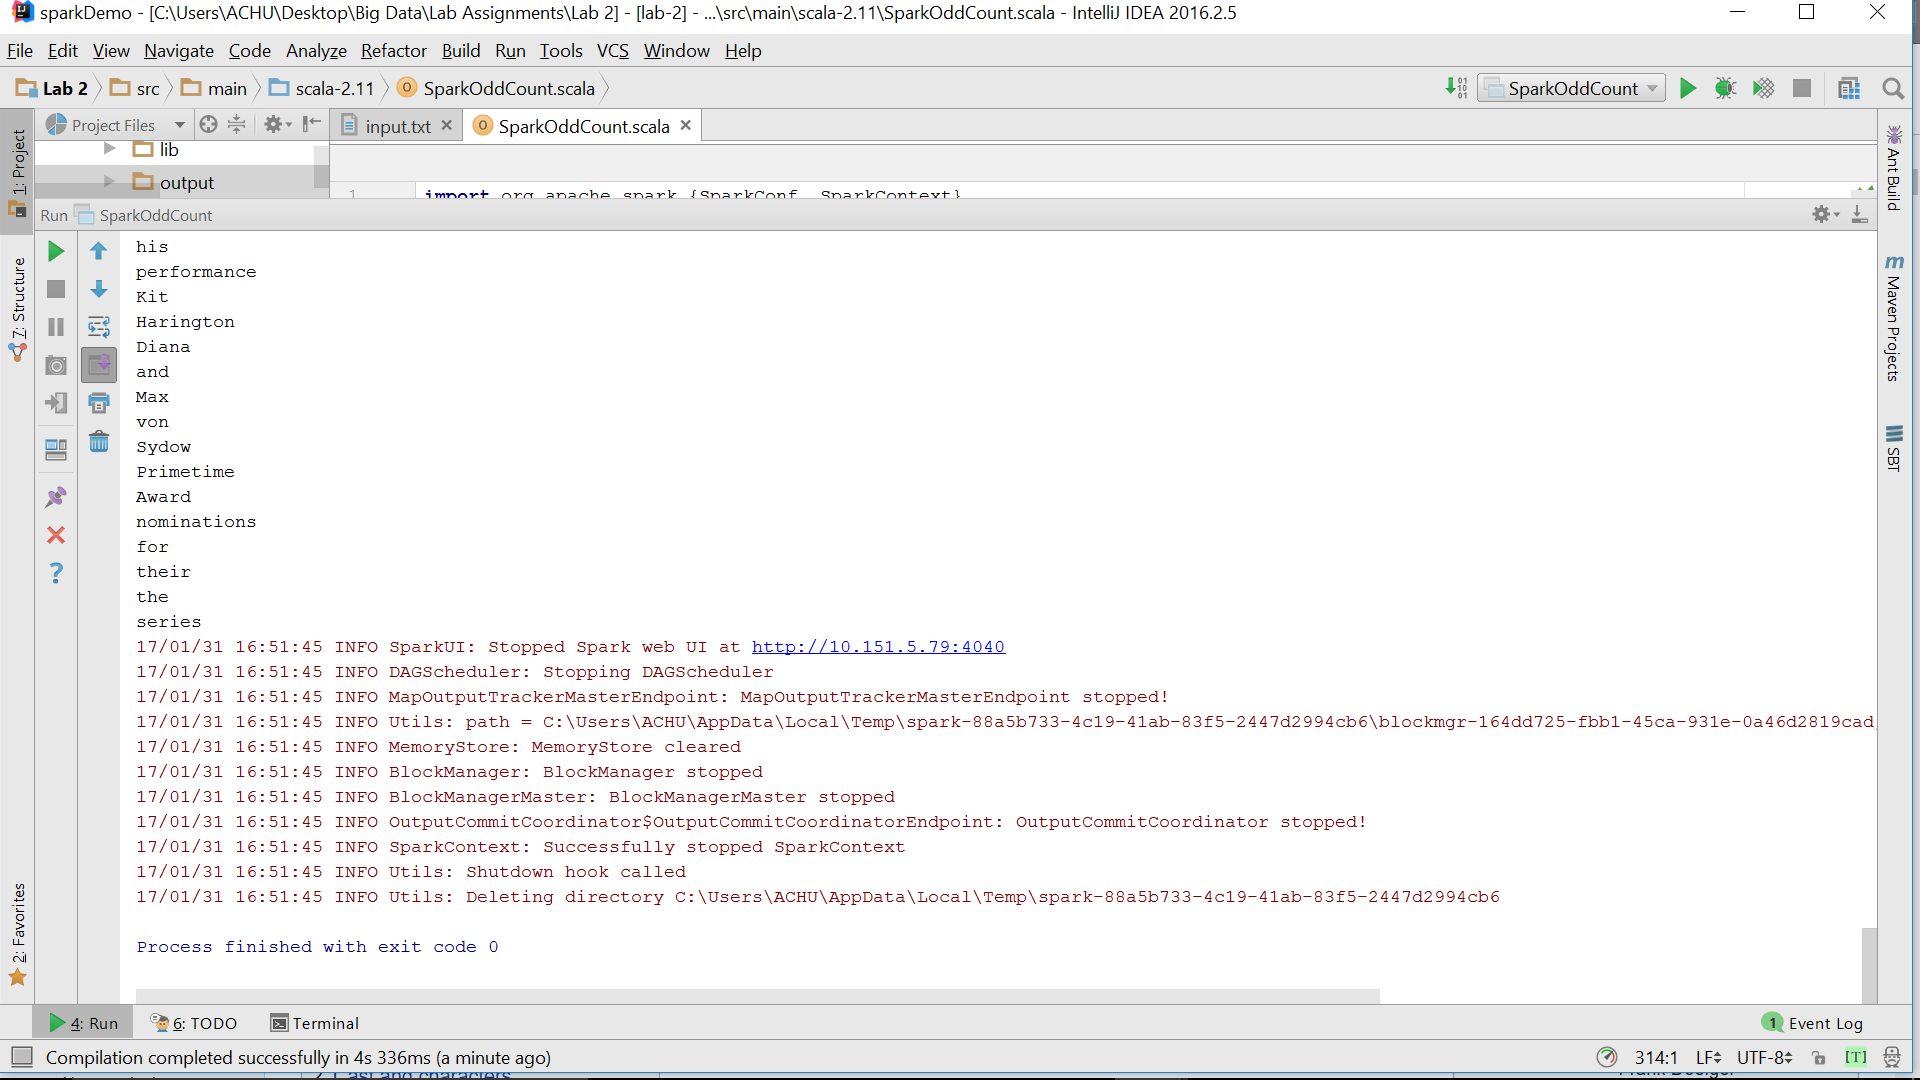 sparkDemo - [C:\Users\ACHU\Desktop\Big Data\Lab Assignments\Lab 2] - [lab-2] - ...\src\main\scala-2.11\SparkOddCount.scala - IntelliJ IDEA 2016.2.5
File Edit View Navigate Code Analyze Refactor Build Run Tools VCS Window Help
Lab 2 src main scala-2.11 SparkOddCount.scala
SparkOddCount
Project Files
input.txt
SparkOddCount.scala
lib
output
1 import org.apache.spark.{SparkConf, SparkContext}
Run SparkOddCount
his
performance
Kit
Harington
Diana
and
Max
von
Sydow
Primetime
Award
nominations
for
their
the
series
17/01/31 16:51:45 INFO SparkUI: Stopped Spark web UI at http://10.151.5.79:4040
17/01/31 16:51:45 INFO DAGScheduler: Stopping DAGScheduler
17/01/31 16:51:45 INFO MapOutputTrackerMasterEndpoint: MapOutputTrackerMasterEndpoint stopped!
17/01/31 16:51:45 INFO Utils: path = C:\Users\ACHU\AppData\Local\Temp\spark-88a5b733-4c19-41ab-83f5-2447d2994cb6\blockmgr-164dd725-fbb1-45ca-931e-0a46d2819cad,
17/01/31 16:51:45 INFO MemoryStore: MemoryStore cleared
17/01/31 16:51:45 INFO BlockManager: BlockManager stopped
17/01/31 16:51:45 INFO BlockManagerMaster: BlockManagerMaster stopped
17/01/31 16:51:45 INFO OutputCommitCoordinator$OutputCommitCoordinatorEndpoint: OutputCommitCoordinator stopped!
17/01/31 16:51:45 INFO SparkContext: Successfully stopped SparkContext
17/01/31 16:51:45 INFO Utils: Shutdown hook called
17/01/31 16:51:45 INFO Utils: Deleting directory C:\Users\ACHU\AppData\Local\Temp\spark-88a5b733-4c19-41ab-83f5-2447d2994cb6
Process finished with exit code 0
1: Project
7: Structure
2: Favorites
Ant Build
Maven Projects
SBT
4: Run 6: TODO Terminal
1 Event Log
Compilation completed successfully in 4s 336ms (a minute ago)
314:1 LF UTF-8 [T]